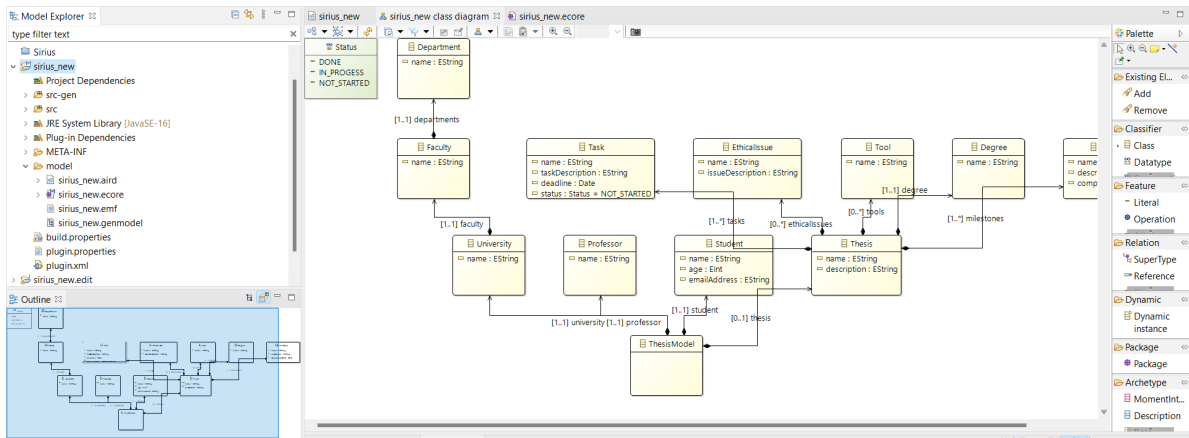 Model Explorer
type filter text
Sirius
sirius_new
Project Dependencies
src-gen
src
JRE System Library [JavaSE-16]
Plug-in Dependencies
META-INF
model
sirius_new.aird
sirius_new.ecore
sirius_new.emf
sirius_new.genmodel
build.properties
plugin.properties
plugin.xml
sirius_new.edit
Outline
sirius_new
sirius_new class diagram
sirius_new.ecore
Status
DONE
IN_PROGESS
NOT_STARTED
Department
name : EString
[1..1] departments
Faculty
name : EString
Task
name : EString
taskDescription : EString
deadline : Date
status : Status = NOT_STARTED
EthicalIssue
name : EString
issueDescription : EString
Tool
name : EString
Degree
name : EString
name
descr
comp
[1..1] faculty
[1..*] tasks
[0..*] ethicalIssues
[0..*] tools
[1..1] degree
[1..*] milestones
University
name : EString
Professor
name : EString
Student
name : EString
age : EInt
emailAddress : EString
Thesis
name : EString
description : EString
[1..1] university
[1..1] professor
[1..1] student
[0..1] thesis
ThesisModel
Palette
Existing El...
Add
Remove
Classifier
Class
Datatype
Feature
Literal
Operation
Relation
SuperType
Reference
Dynamic
Dynamic
instance
Package
Package
Archetype
MomentInt...
Description